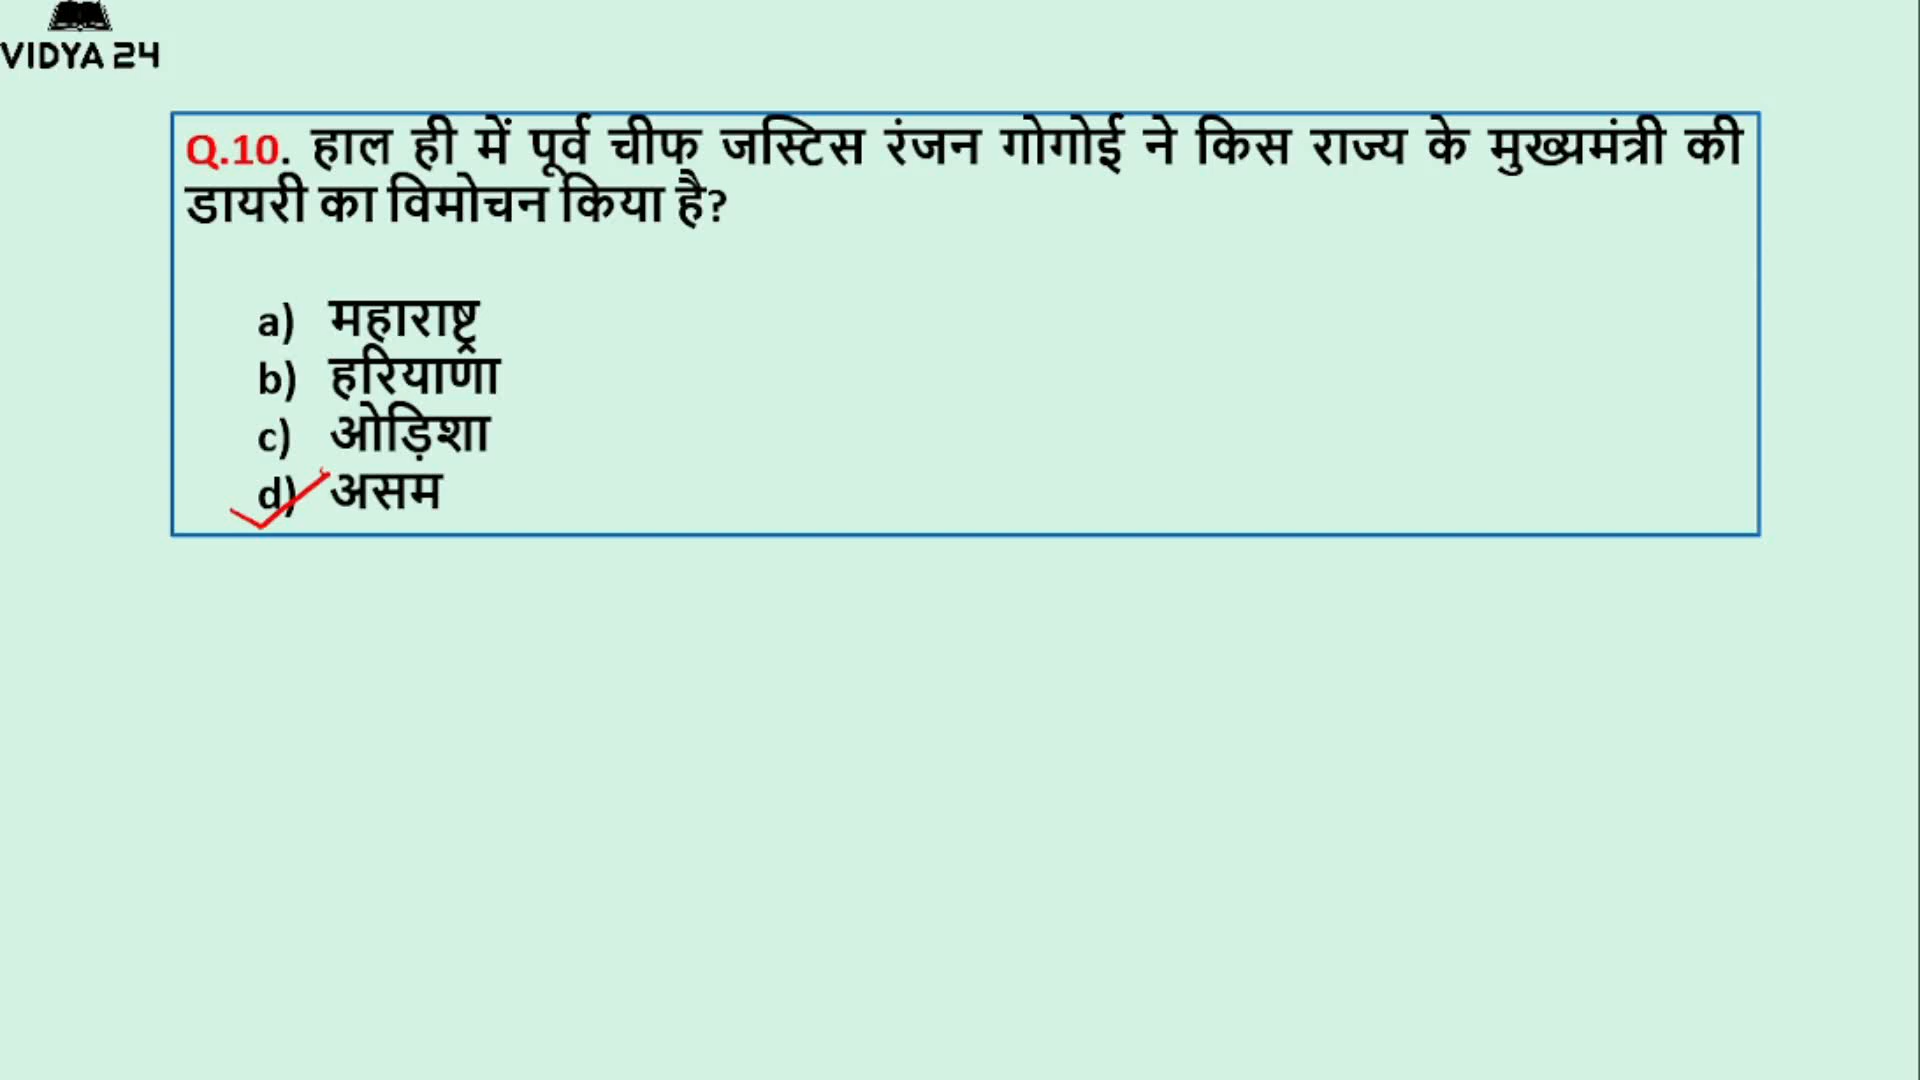 VIDYA 24
Q.10. हाल ही में पूर्व चीफ जस्टिस रंजन गोगोई ने किस राज्य के मुख्यमंत्री की
डायरी का विमोचन किया है?
a) महाराष्ट्र
b) हरियाणा
c) ओड़िशा
d) असम